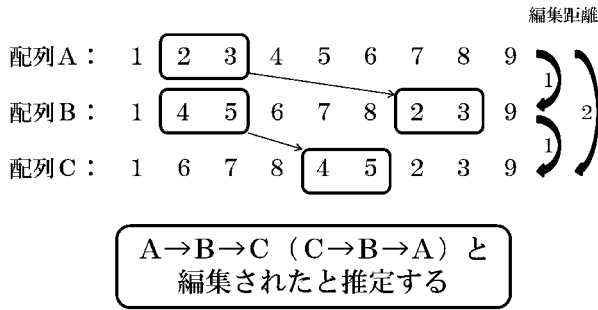 編集距離
配列A： 1 2 3 4 5 6 7 8 9
1
配列B： 1 4 5 6 7 8 2 3 9
2
1
配列C： 1 6 7 8 4 5 2 3 9
A→B→C（C→B→A）と
編集されたと推定する